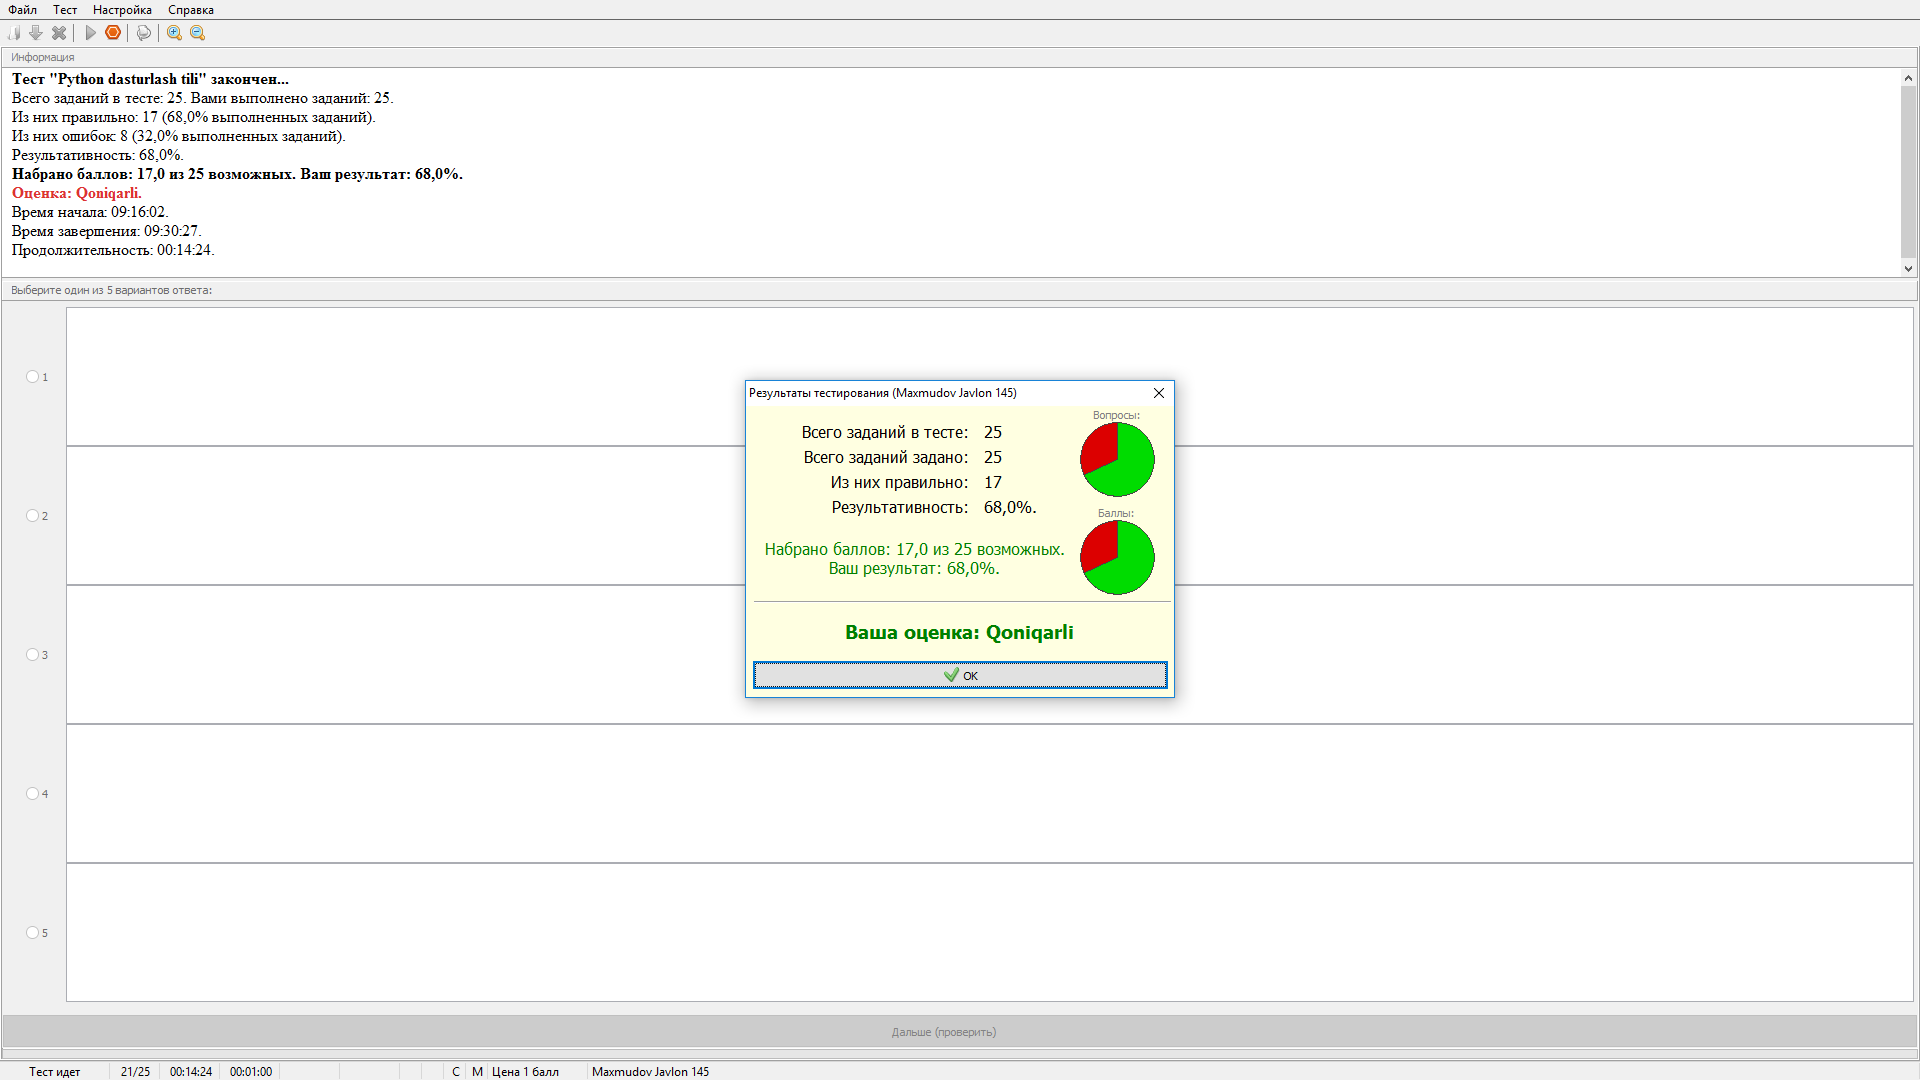 Файл Тест Настройка Справка
Информация
Тест "Python dasturlash tili" закончен...
Всего заданий в тесте: 25. Вами выполнено заданий: 25.
Из них правильно: 17 (68,0% выполненных заданий).
Из них ошибок: 8 (32,0% выполненных заданий).
Результативность: 68,0%.
Набрано баллов: 17,0 из 25 возможных. Ваш результат: 68,0%.
Оценка: Qoniqarli.
Время начала: 09:16:02.
Время завершения: 09:30:27.
Продолжительность: 00:14:24.
Выберите один из 5 вариантов ответа:
1
2
3
4
5
Результаты тестирования (Maxmudov Javlon 145)
Вопросы:
Всего заданий в тесте: 25
Всего заданий задано: 25
Из них правильно: 17
Результативность: 68,0%.
Баллы:
Набрано баллов: 17,0 из 25 возможных.
Ваш результат: 68,0%.
Ваша оценка: Qoniqarli
OK
Дальше (проверить)
Тест идет 21/25 00:14:24 00:01:00 С М Цена 1 балл Maxmudov Javlon 145